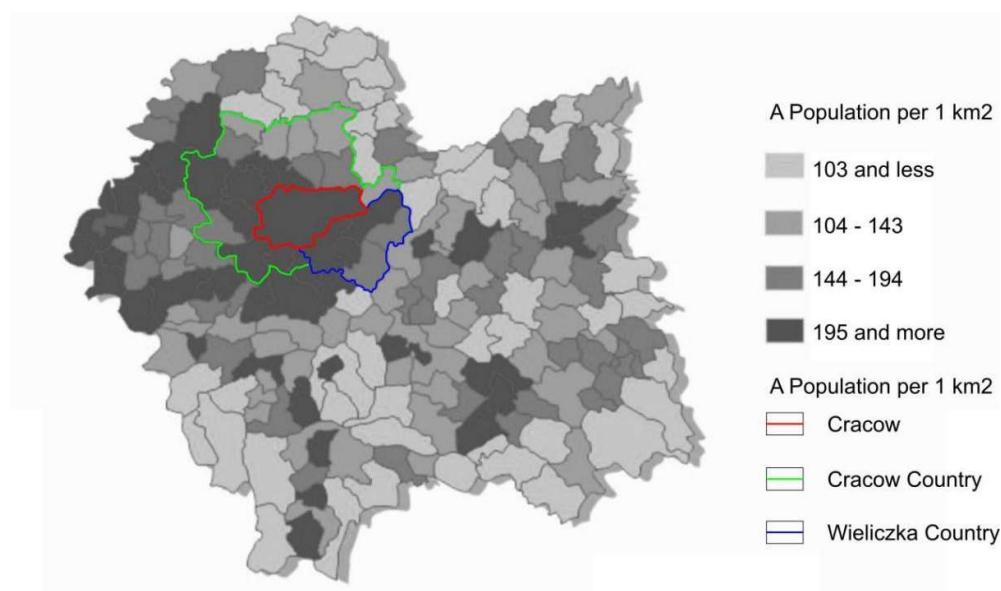 A Population per 1 km2
103 and less
104 - 143
144 - 194
195 and more
A Population per 1 km2
Cracow
Cracow Country
Wieliczka Country